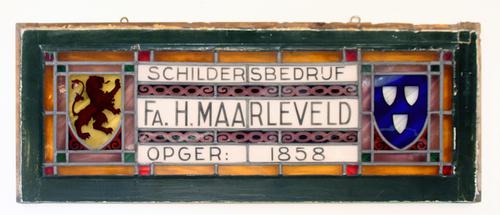 SCHILDERSBEDRIJF
FA. H. MAARLEVELD
OPGER: 1858